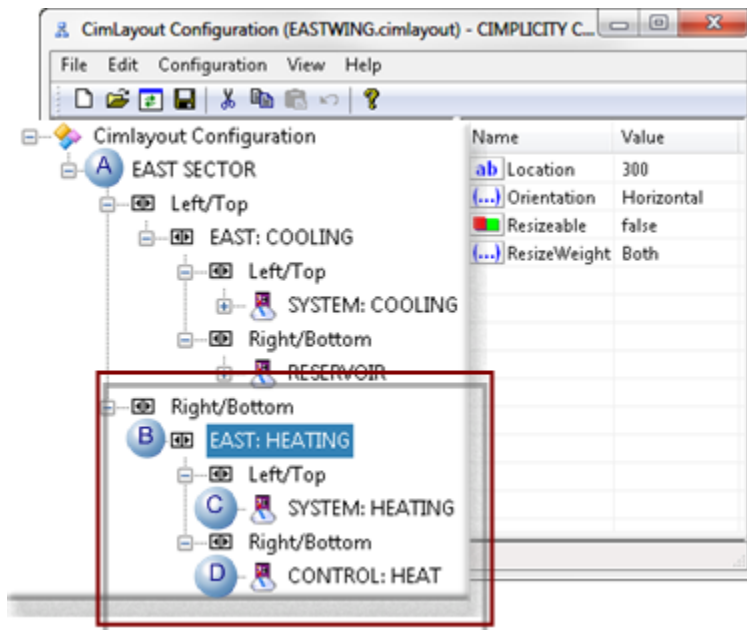 CimLayout Configuration (EASTWING.cimlayout) - CIMPLICITY C...
File Edit Configuration View Help
Cimlayout Configuration
A EAST SECTOR
Left/Top
EAST: COOLING
Left/Top
SYSTEM: COOLING
Right/Bottom
RESERVOIR
Right/Bottom
B EAST: HEATING
Left/Top
C SYSTEM: HEATING
Right/Bottom
D CONTROL: HEAT
Name Value
ab Location 300
(...) Orientation Horizontal
Resizeable false
(...) ResizeWeight Both